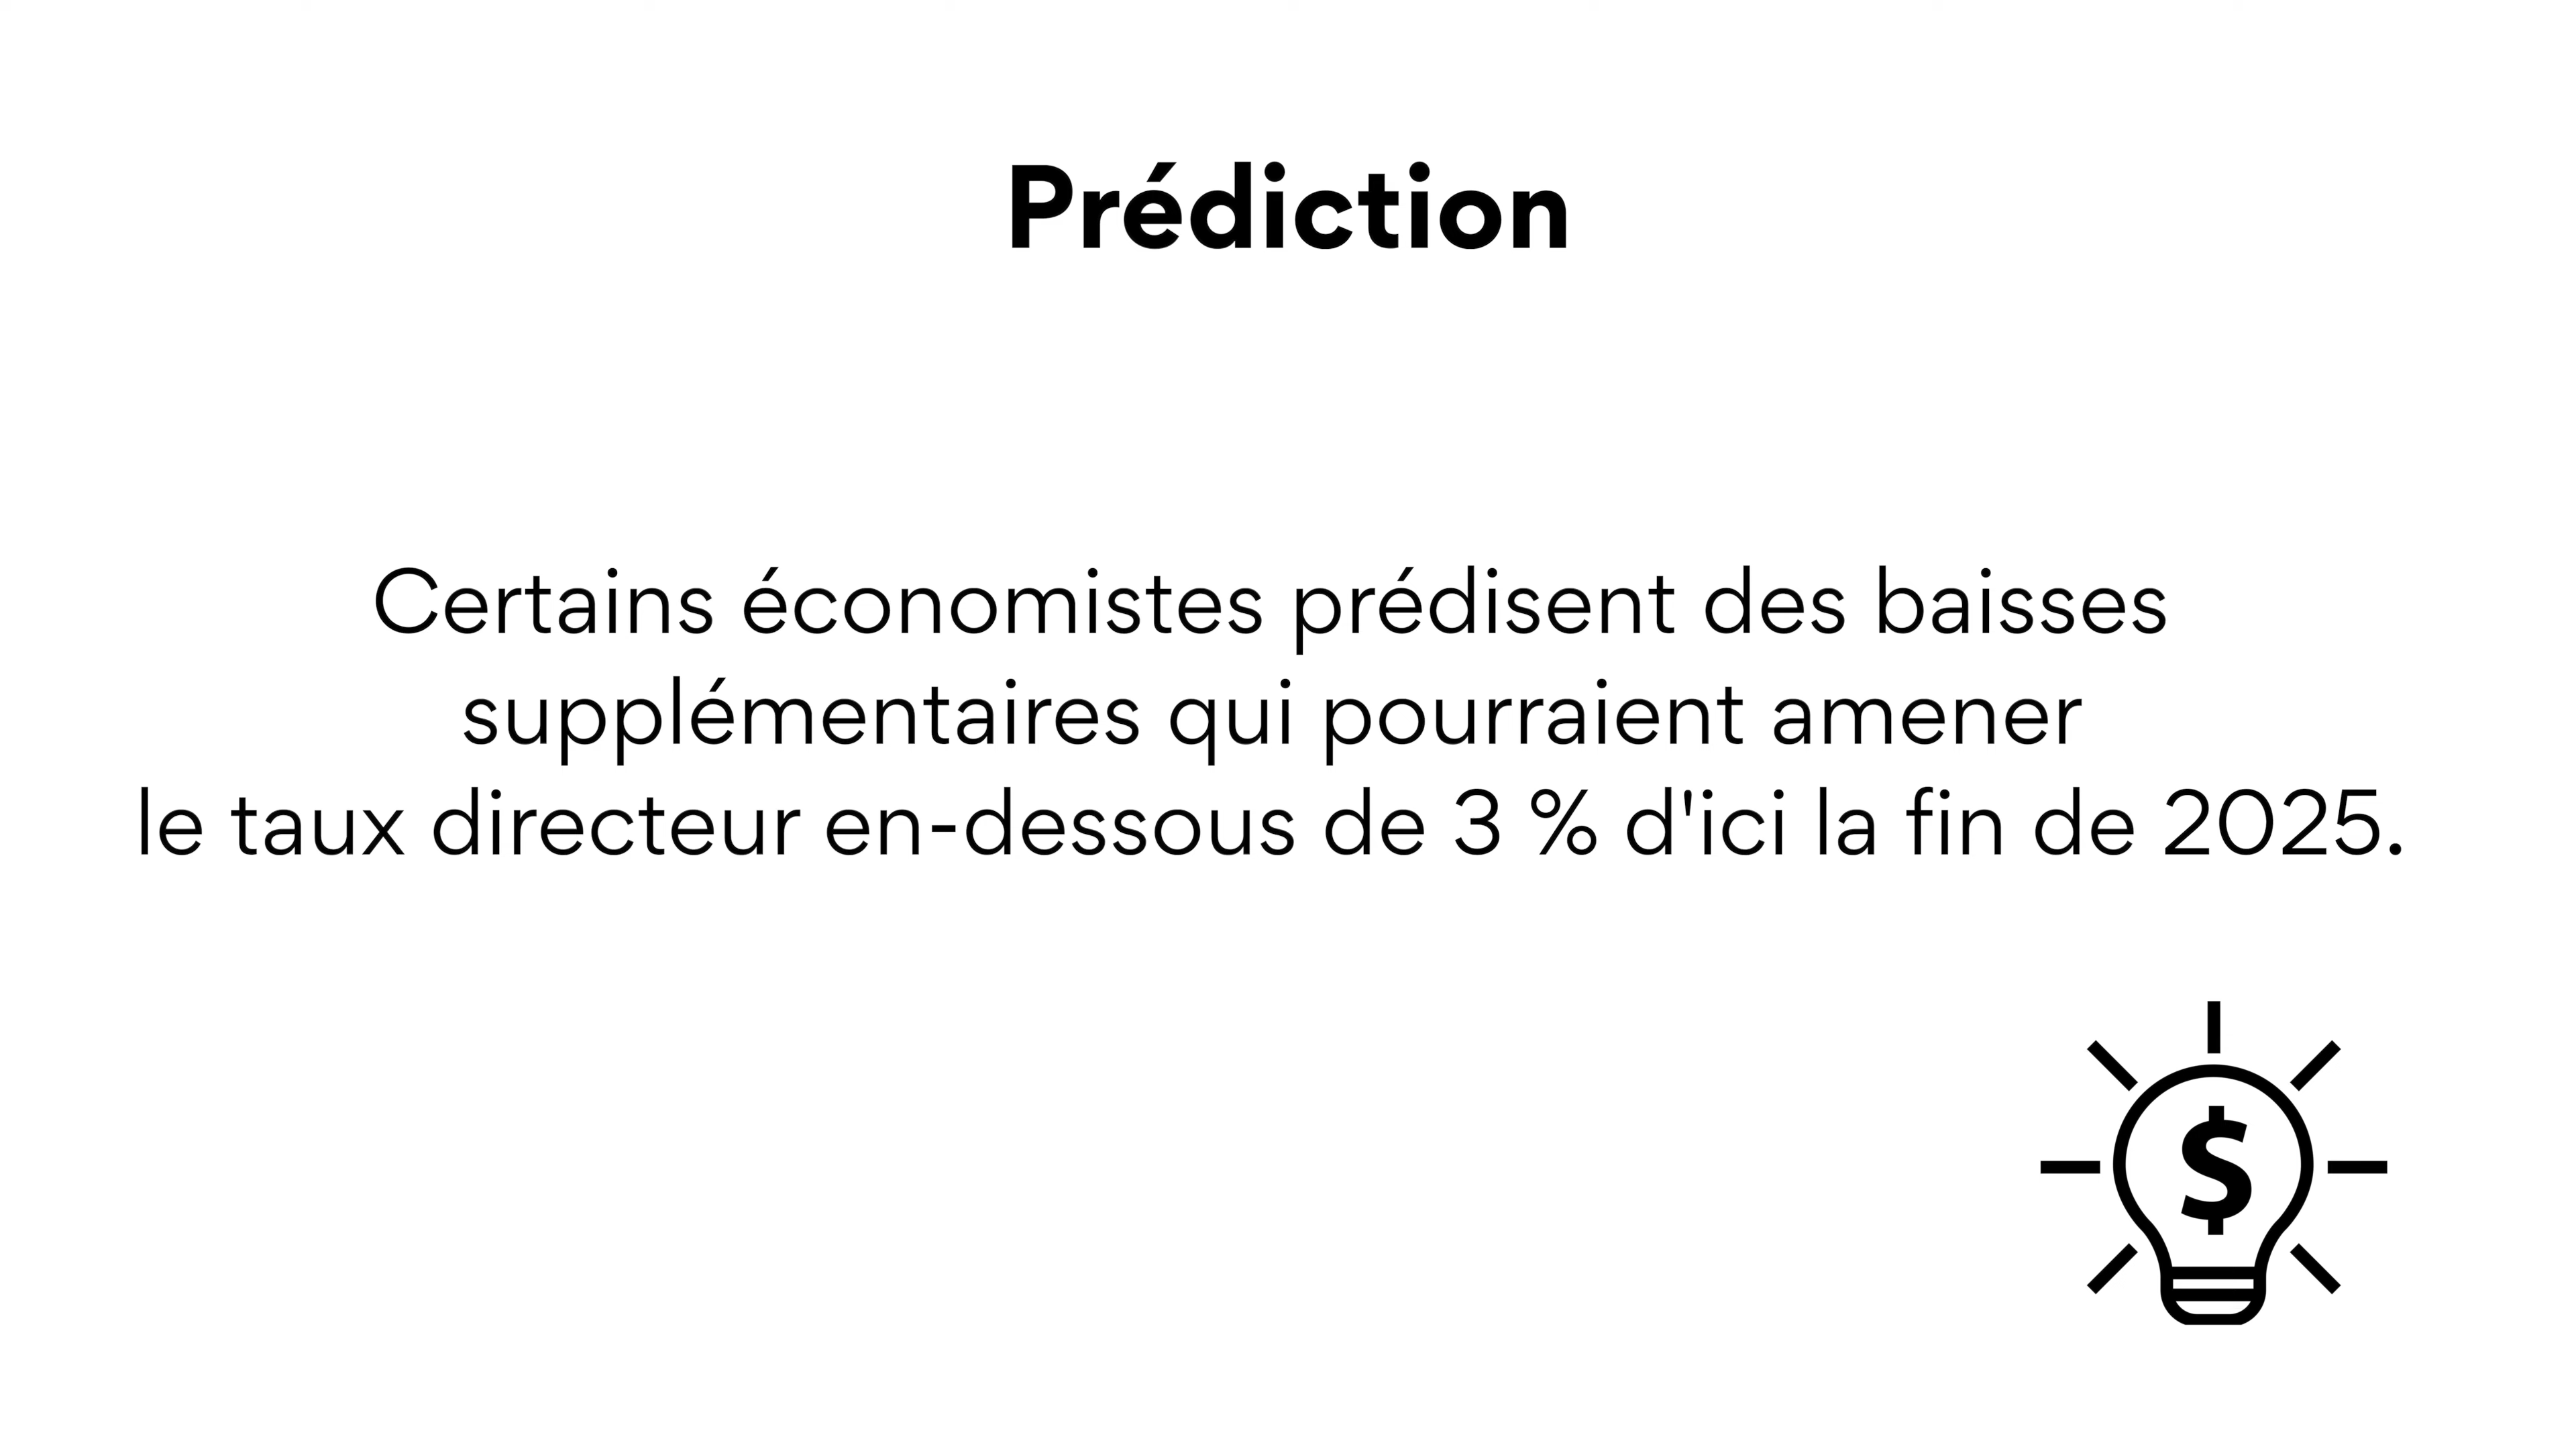 Prédiction
Certains économistes prédisent des baisses
supplémentaires qui pourraient amener
le taux directeur en-dessous de 3 % d'ici la fin de 2025.
$